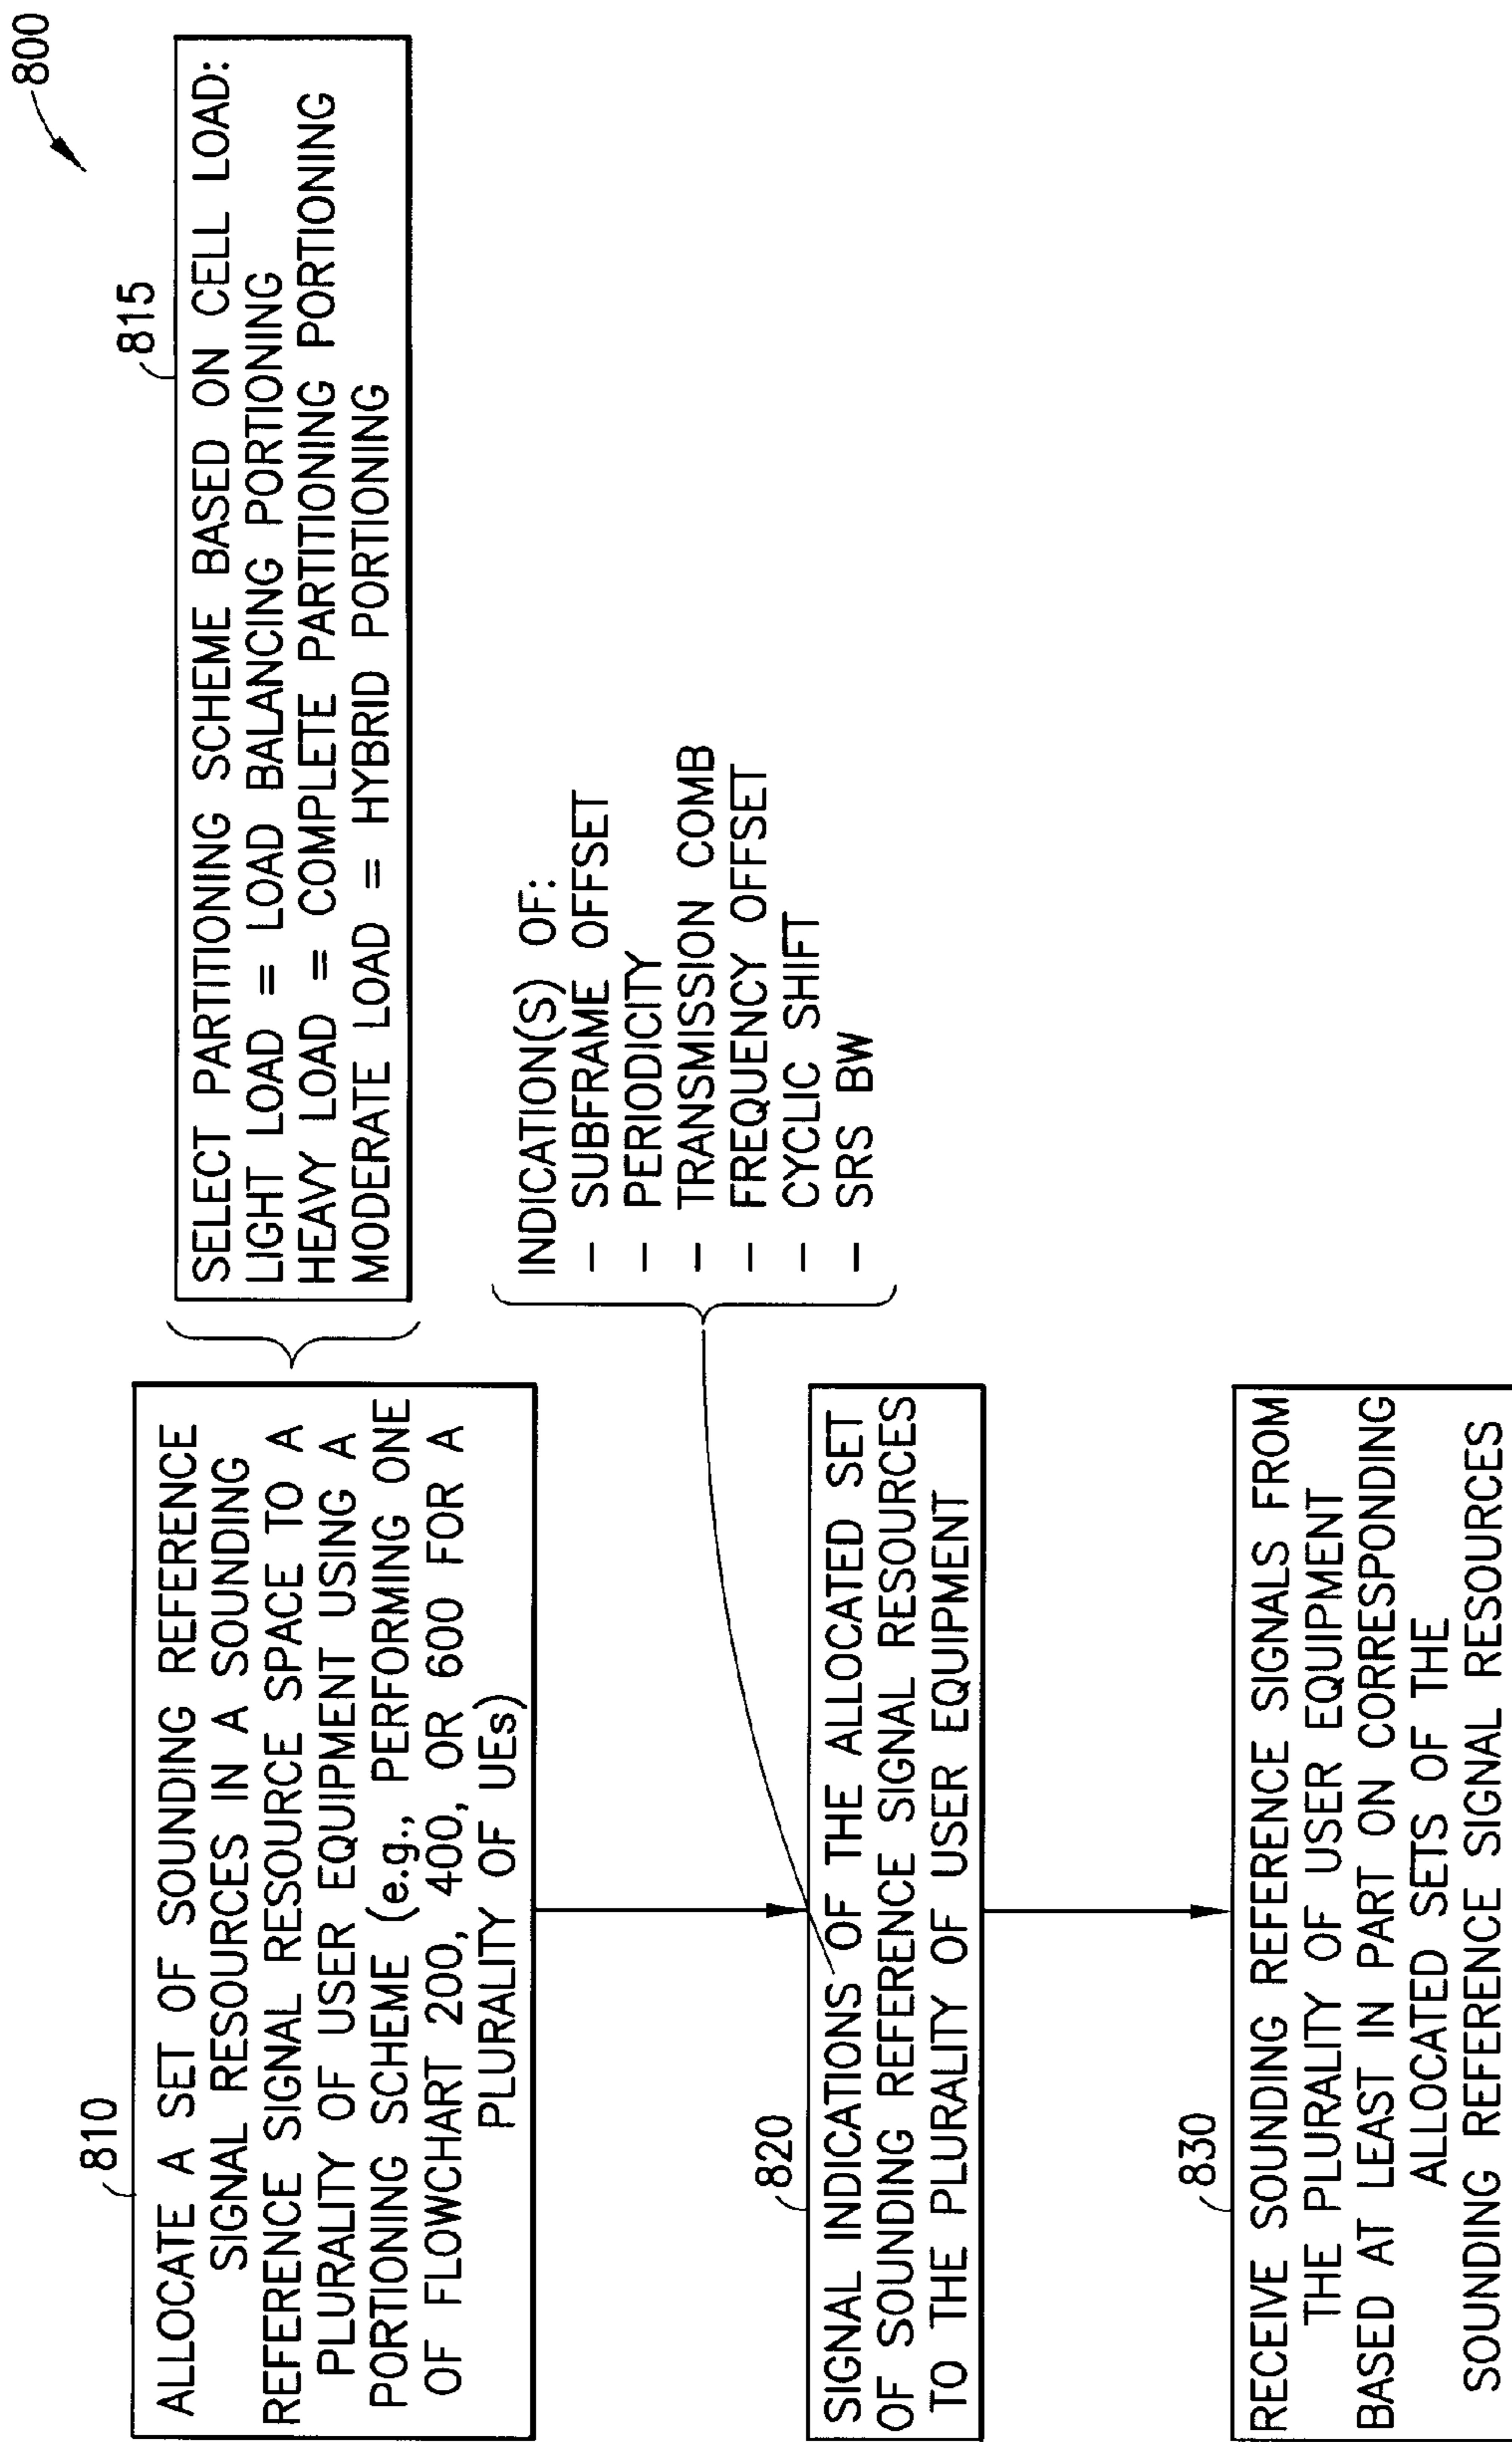 800
810
ALLOCATE A SET OF SOUNDING REFERENCE
SIGNAL RESOURCES IN A SOUNDING
REFERENCE SIGNAL RESOURCE SPACE TO A
PLURALITY OF USER EQUIPMENT USING A
PORTIONING SCHEME (e.g., PERFORMING ONE
OF FLOWCHART 200, 400, OR 600 FOR A
PLURALITY OF UEs)
815
SELECT PARTITIONING SCHEME BASED ON CELL LOAD:
LIGHT LOAD = LOAD BALANCING PORTIONING
HEAVY LOAD = COMPLETE PARTITIONING PORTIONING
MODERATE LOAD = HYBRID PORTIONING
INDICATION(S) OF:
- SUBFRAME OFFSET
- PERIODICITY
- TRANSMISSION COMB
- FREQUENCY OFFSET
- CYCLIC SHIFT
- SRS BW
820
SIGNAL INDICATIONS OF THE ALLOCATED SET
OF SOUNDING REFERENCE SIGNAL RESOURCES
TO THE PLURALITY OF USER EQUIPMENT
830
RECEIVE SOUNDING REFERENCE SIGNALS FROM
THE PLURALITY OF USER EQUIPMENT
BASED AT LEAST IN PART ON CORRESPONDING
ALLOCATED SETS OF THE
SOUNDING REFERENCE SIGNAL RESOURCES